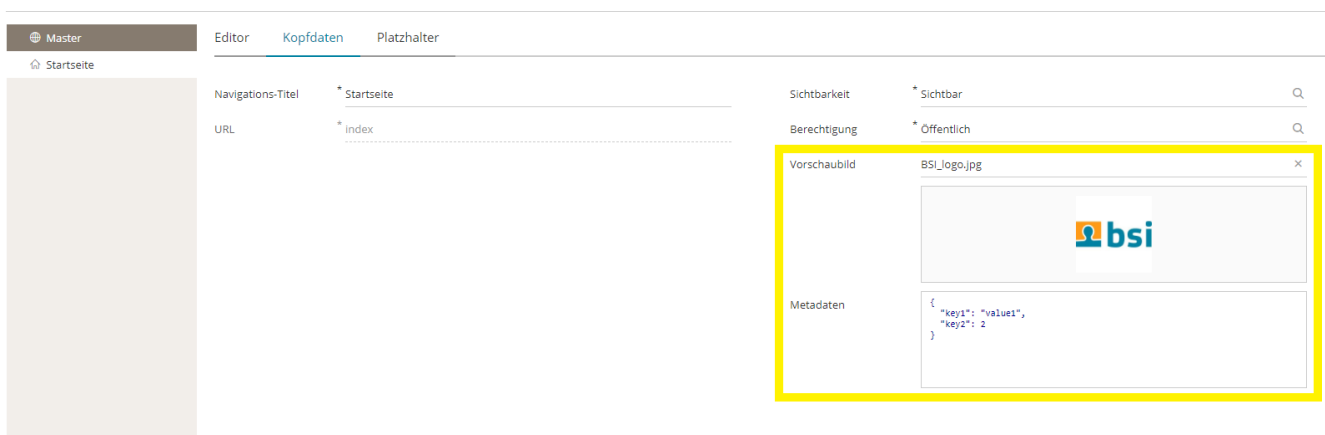 Master
Startseite
Editor Kopfdaten Platzhalter
Navigations-Titel * Startseite
URL * index
Sichtbarkeit * Sichtbar
Berechtigung * Öffentlich
Vorschaubild BSI_logo.jpg
bsi
Metadaten
{
"key1": "value1",
"key2": 2
}